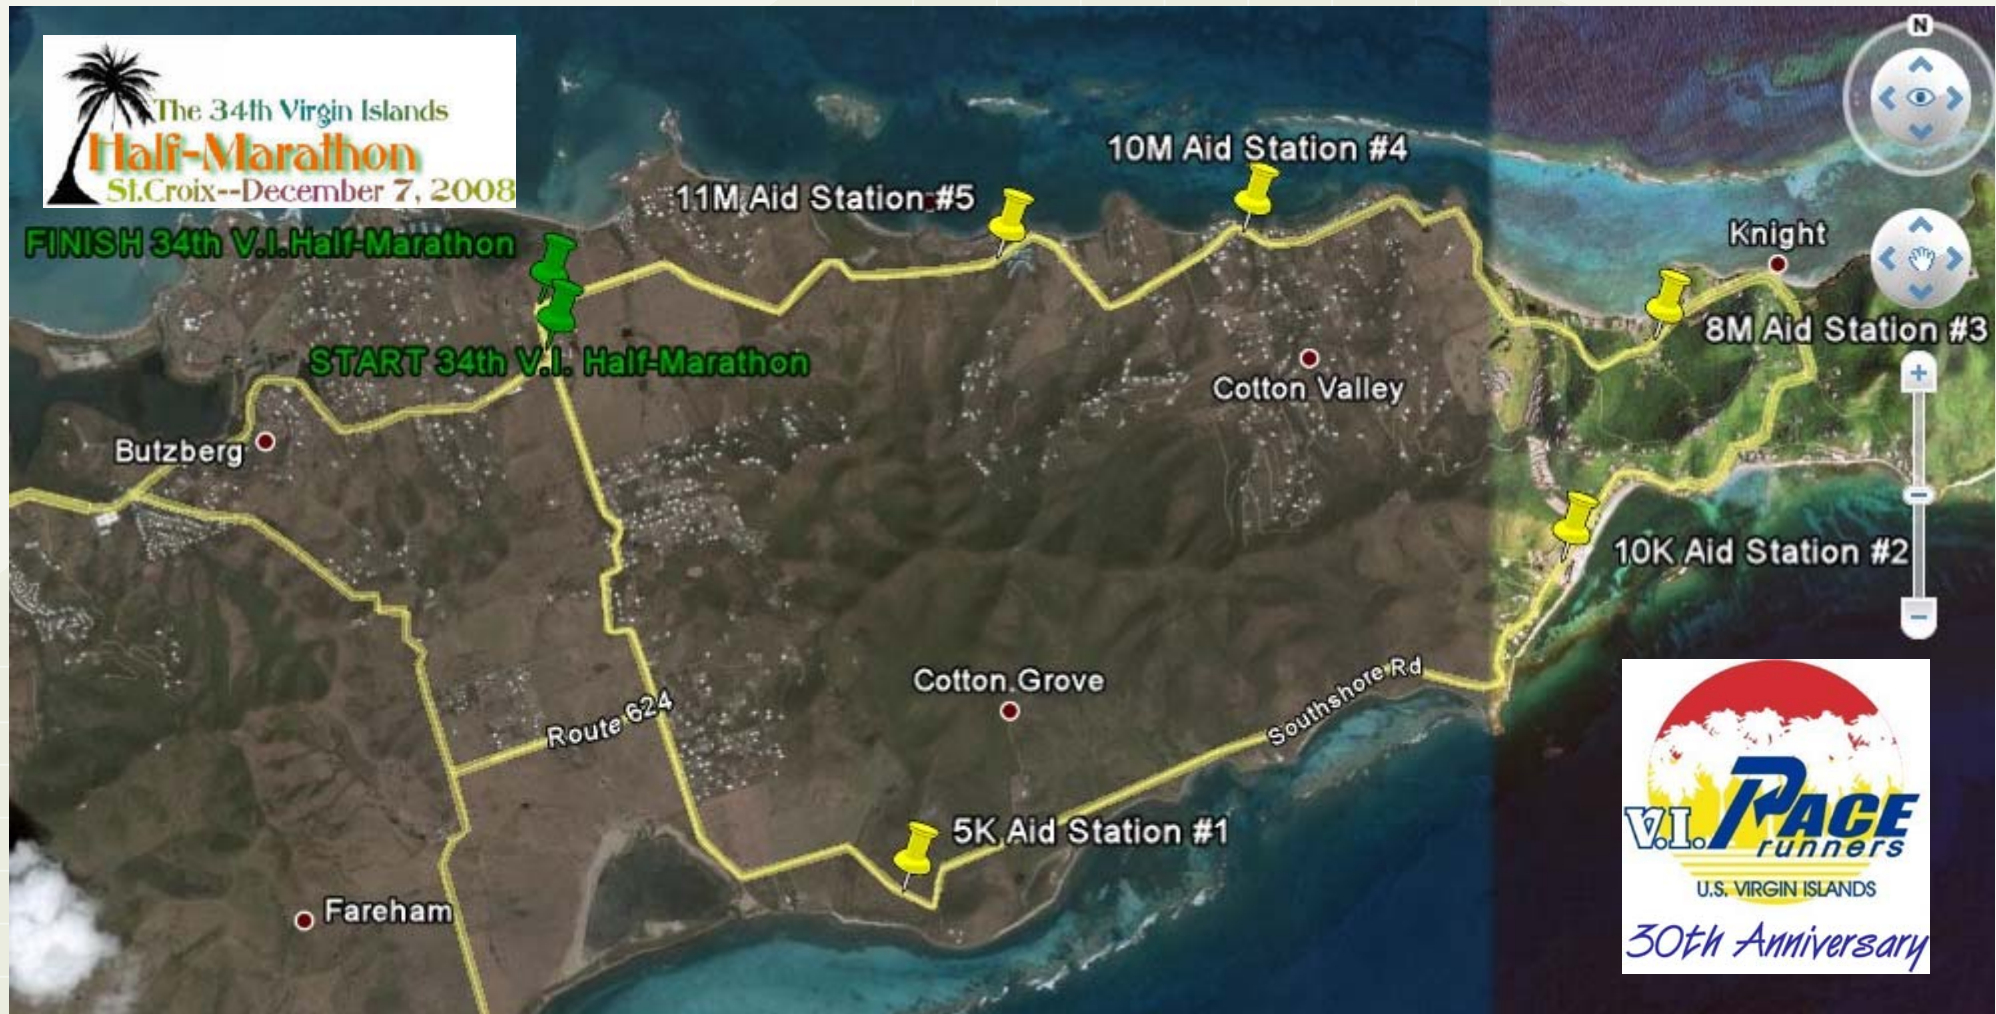 The 34th Virgin Islands
Half-Marathon
St.Croix--December 7, 2008
N
10M Aid Station #4
11M Aid Station #5
Knight
FINISH 34th V.I.Half-Marathon
8M Aid Station #3
START 34th V.I. Half-Marathon
Cotton Valley
Butzberg
10K Aid Station #2
Cotton Grove
Southshore Rd
Route 624
5K Aid Station #1
Fareham
V.I. PACE
runners
U.S. VIRGIN ISLANDS
30th Anniversary